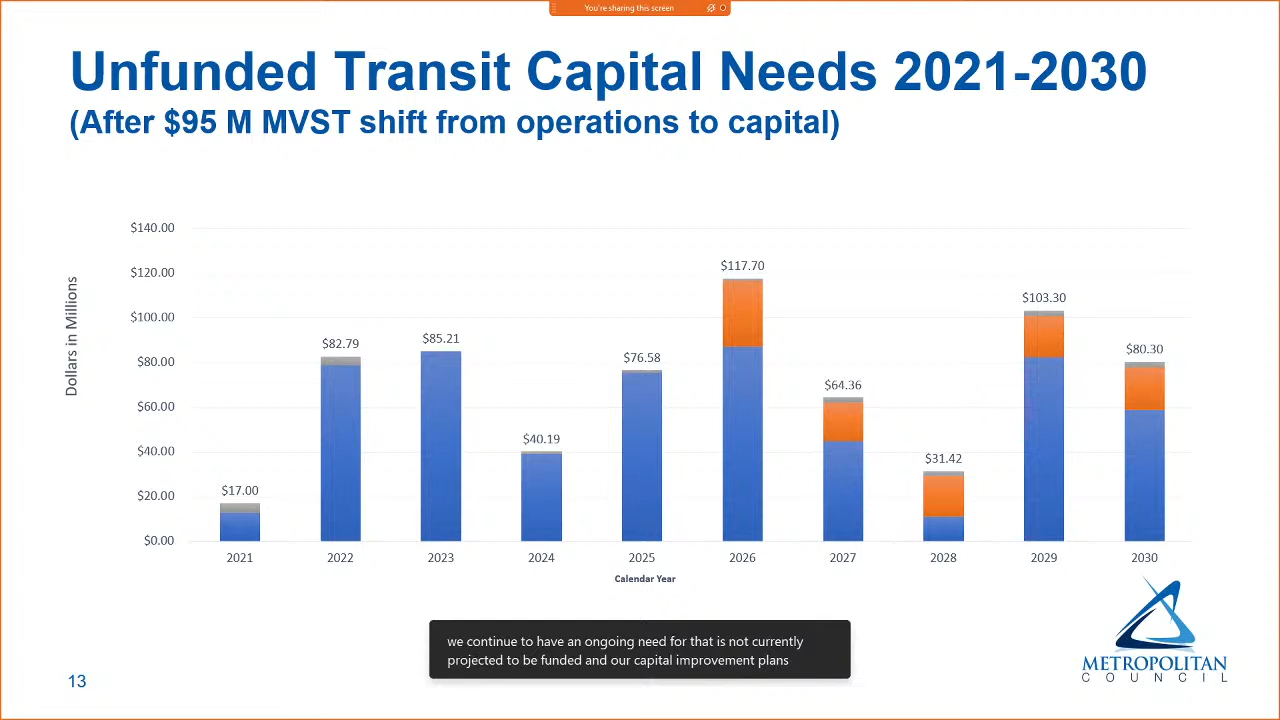 You're sharing this screen
Unfunded Transit Capital Needs 2021-2030
(After $95 M MVST shift from operations to capital)
Dollars in Millions
$140.00
$120.00
$100.00
$80.00
$60.00
$40.00
$20.00
$0.00
$17.00
$82.79
$85.21
$40.19
$76.58
$117.70
$64.36
$31.42
$103.30
$80.30
2021 2022 2023 2024 2025 2026 2027 2028 2029 2030
Calendar Year
we continue to have an ongoing need for that is not currently
projected to be funded and our capital improvement plans
METROPOLITAN
COUNCIL
13